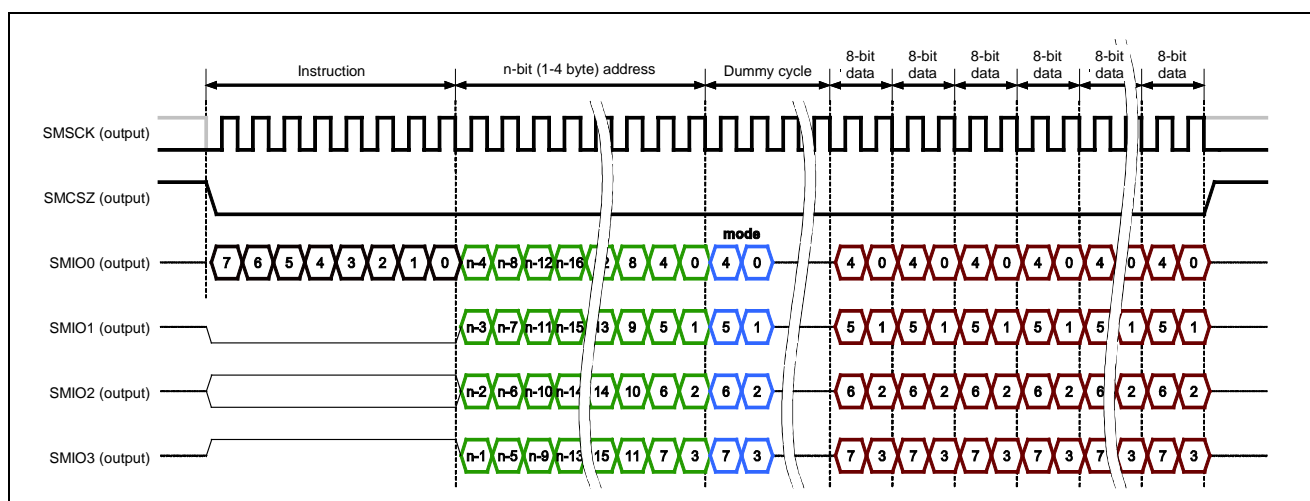 8-bit 8-bit 8-bit 8-bit 8-bit 8-bit
Instruction n-bit (1-4 byte) address Dummy cycle data data data data data data
SMSCK (output)
SMCSZ (output)
mode
SMIO0 (output) 7 6 5 4 3 2 1 0 n-4 n-8 n-12 n-16 2 8 4 0 4 0 4 0 4 0 4 0 4 0 4 0 4 0
SMIO1 (output) n-3 n-7 n-11 n-15 13 9 5 1 5 1 5 1 5 1 5 1 5 1 5 1 5 1
SMIO2 (output) n-2 n-6 n-10 n-14 14 10 6 2 6 2 6 2 6 2 6 2 6 2 6 2 6 2
SMIO3 (output) n-1 n-5 n-9 n-13 15 11 7 3 7 3 7 3 7 3 7 3 7 3 7 3 7 3